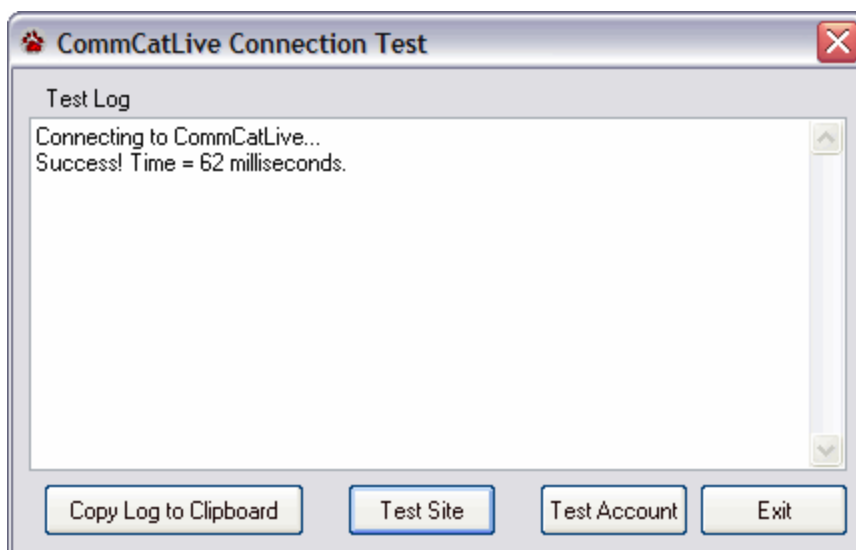 CommCatLive Connection Test
Test Log
Connecting to CommCatLive...
Success! Time = 62 milliseconds.
Copy Log to Clipboard Test Site Test Account Exit